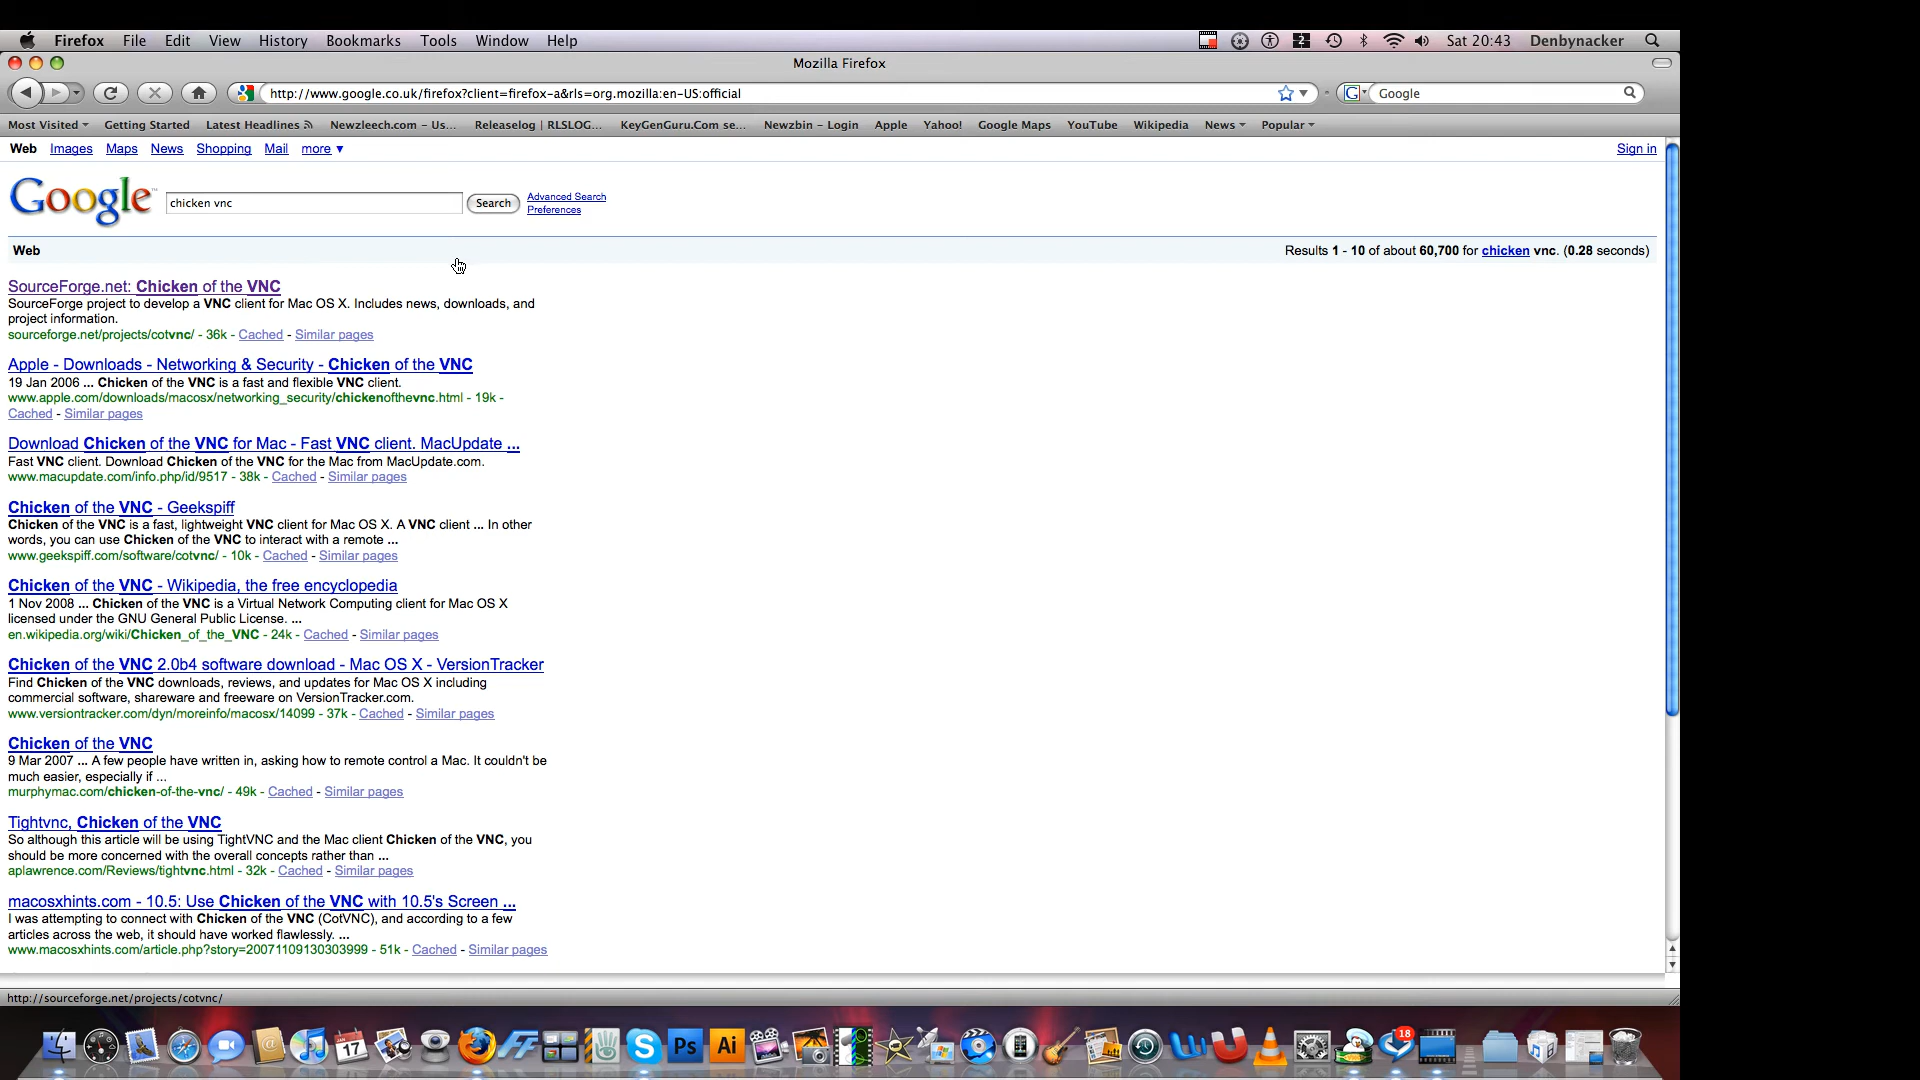 Firefox File Edit View History Bookmarks Tools Window Help 2 Sat 20:43 Denbynacker
Mozilla Firefox
http://www.google.co.uk/firefox?client=firefox-a&rls=org.mozilla:en-US:official G Google
Most Visited Getting Started Latest Headlines Newzleech.com - Us... Releaselog | RLSLOG... KeyGenGuru.Com se... Newzbin - Login Apple Yahoo! Google Maps YouTube Wikipedia News Popular
Web Images Maps News Shopping Mail more ▼ Sign in
Google™ chicken vnc Search Advanced Search
Preferences
Web Results 1 - 10 of about 60,700 for chicken vnc. (0.28 seconds)
SourceForge.net: Chicken of the VNC
SourceForge project to develop a VNC client for Mac OS X. Includes news, downloads, and
project information.
sourceforge.net/projects/cotvnc/ - 36k - Cached - Similar pages
Apple - Downloads - Networking & Security - Chicken of the VNC
19 Jan 2006 ... Chicken of the VNC is a fast and flexible VNC client.
www.apple.com/downloads/macosx/networking_security/chickenofthevnc.html - 19k -
Cached - Similar pages
Download Chicken of the VNC for Mac - Fast VNC client. MacUpdate ...
Fast VNC client. Download Chicken of the VNC for the Mac from MacUpdate.com.
www.macupdate.com/info.php/id/9517 - 38k - Cached - Similar pages
Chicken of the VNC - Geekspiff
Chicken of the VNC is a fast, lightweight VNC client for Mac OS X. A VNC client ... In other
words, you can use Chicken of the VNC to interact with a remote ...
www.geekspiff.com/software/cotvnc/ - 10k - Cached - Similar pages
Chicken of the VNC - Wikipedia, the free encyclopedia
1 Nov 2008 ... Chicken of the VNC is a Virtual Network Computing client for Mac OS X
licensed under the GNU General Public License. ...
en.wikipedia.org/wiki/Chicken_of_the_VNC - 24k - Cached - Similar pages
Chicken of the VNC 2.0b4 software download - Mac OS X - VersionTracker
Find Chicken of the VNC downloads, reviews, and updates for Mac OS X including
commercial software, shareware and freeware on VersionTracker.com.
www.versiontracker.com/dyn/moreinfo/macosx/14099 - 37k - Cached - Similar pages
Chicken of the VNC
9 Mar 2007 ... A few people have written in, asking how to remote control a Mac. It couldn't be
much easier, especially if ...
murphymac.com/chicken-of-the-vnc/ - 49k - Cached - Similar pages
Tightvnc, Chicken of the VNC
So although this article will be using TightVNC and the Mac client Chicken of the VNC, you
should be more concerned with the overall concepts rather than ...
aplawrence.com/Reviews/tightvnc.html - 32k - Cached - Similar pages
macosxhints.com - 10.5: Use Chicken of the VNC with 10.5's Screen ...
I was attempting to connect with Chicken of the VNC (CotVNC), and according to a few
articles across the web, it should have worked flawlessly. ...
www.macosxhints.com/article.php?story=20071109130303999 - 51k - Cached - Similar pages
http://sourceforge.net/projects/cotvnc/
JAN 17 FF Ps Ai 18